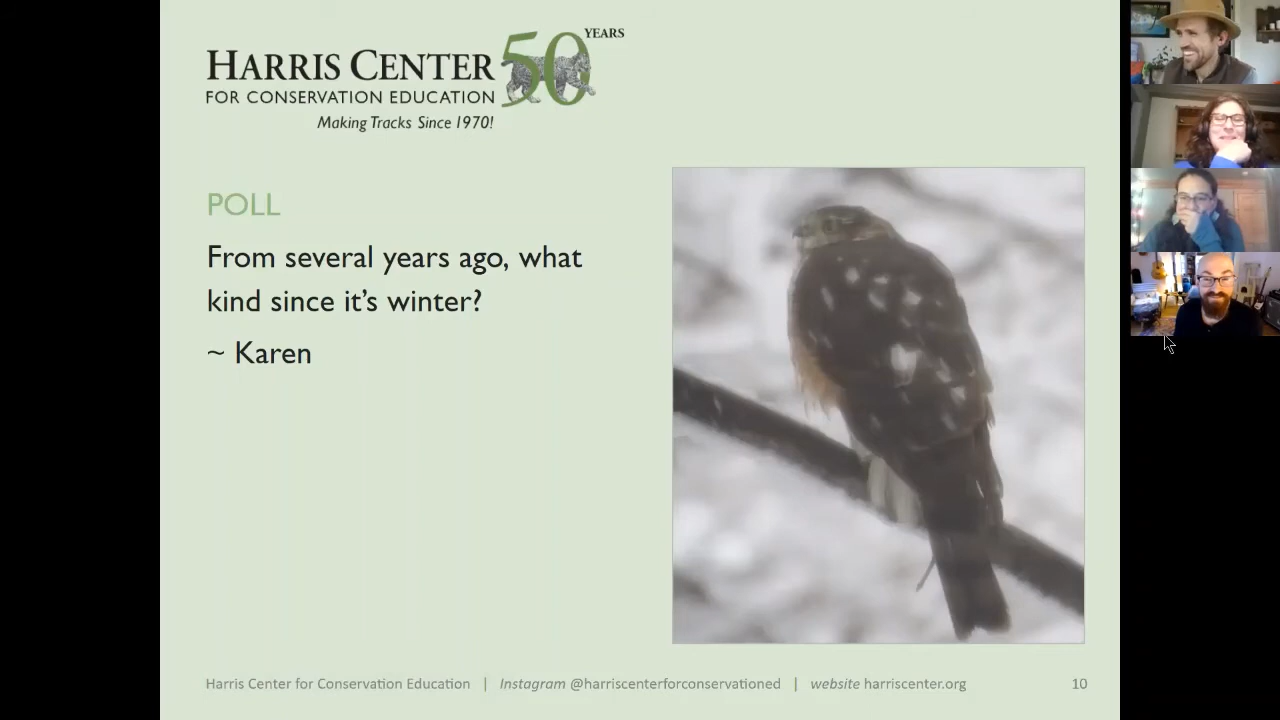 HARRIS CENTER 50 YEARS
FOR CONSERVATION EDUCATION
Making Tracks Since 1970!
POLL
From several years ago, what
kind since it's winter?
~ Karen
Harris Center for Conservation Education | Instagram @harriscenterforconservationed | website harriscenter.org 10